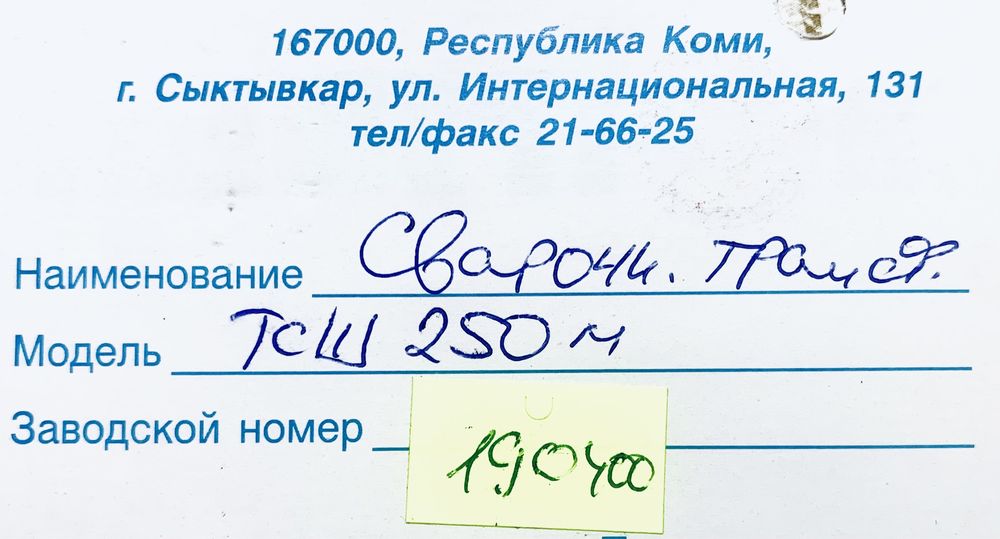 167000, Республика Коми,
г. Сыктывкар, ул. Интернациональная, 131
тел/факс 21-66-25
Наименование Сварочн. трансф.
Модель ТСШ 250 м
Заводской номер
190400